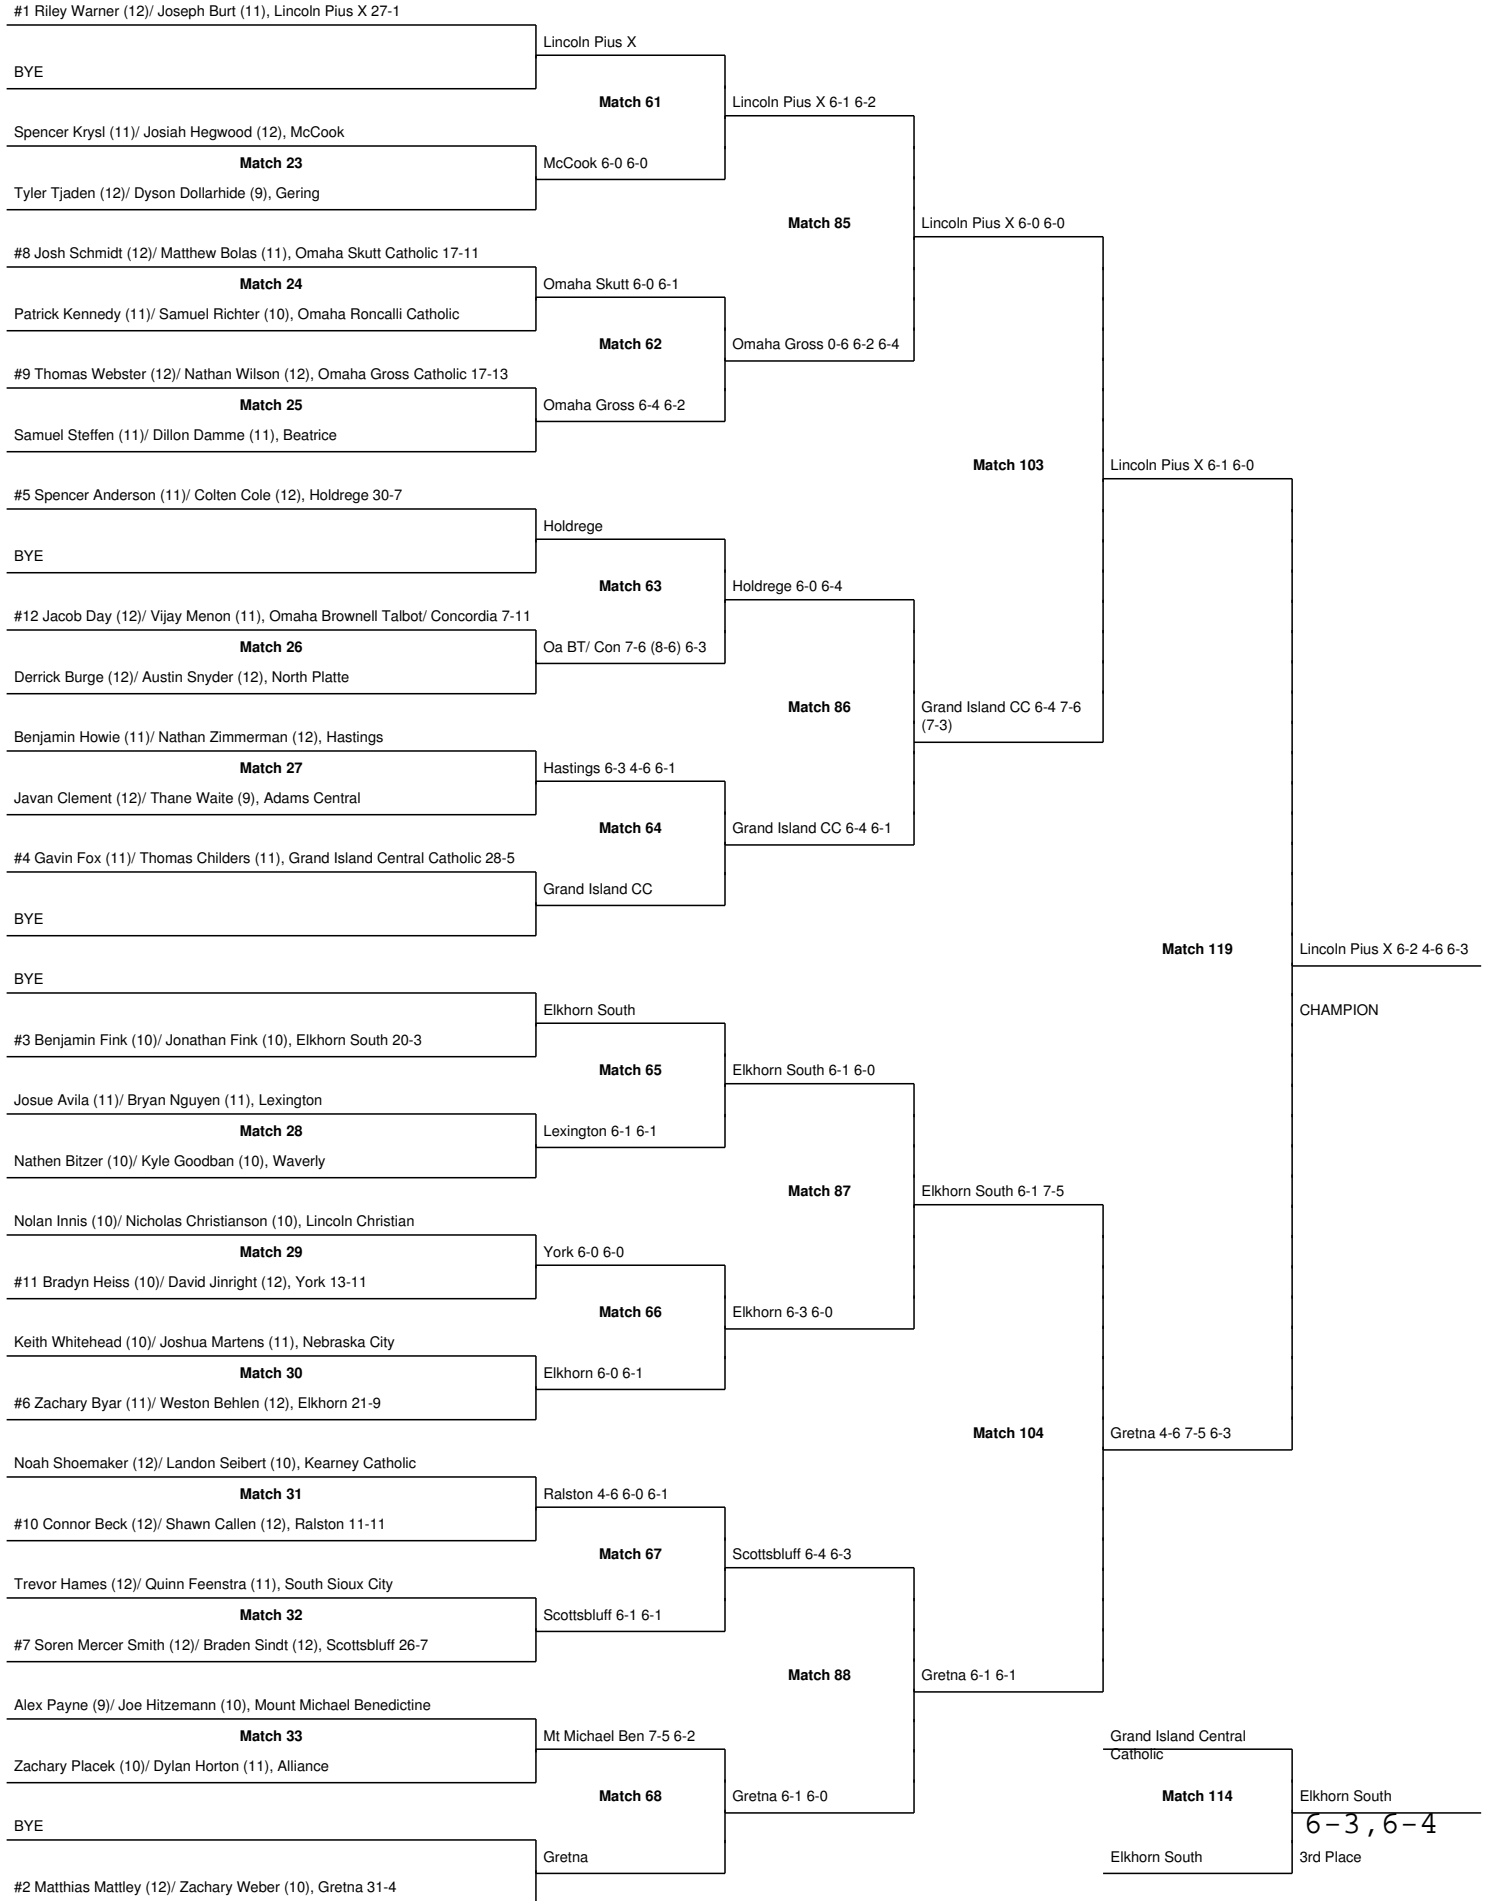 #1 Riley Warner (12)/ Joseph Burt (11), Lincoln Pius X 27-1
Lincoln Pius X
BYE
Match 61
Lincoln Pius X 6-1 6-2
Spencer Krysl (11)/ Josiah Hegwood (12), McCook
Match 23
McCook 6-0 6-0
Tyler Tjaden (12)/ Dyson Dollarhide (9), Gering
Match 85
Lincoln Pius X 6-0 6-0
#8 Josh Schmidt (12)/ Matthew Bolas (11), Omaha Skutt Catholic 17-11
Match 24
Omaha Skutt 6-0 6-1
Patrick Kennedy (11)/ Samuel Richter (10), Omaha Roncalli Catholic
Match 62
Omaha Gross 0-6 6-2 6-4
#9 Thomas Webster (12)/ Nathan Wilson (12), Omaha Gross Catholic 17-13
Match 25
Omaha Gross 6-4 6-2
Samuel Steffen (11)/ Dillon Damme (11), Beatrice
Match 103
Lincoln Pius X 6-1 6-0
#5 Spencer Anderson (11)/ Colten Cole (12), Holdrege 30-7
Holdrege
BYE
Match 63
Holdrege 6-0 6-4
#12 Jacob Day (12)/ Vijay Menon (11), Omaha Brownell Talbot/ Concordia 7-11
Match 26
Oa BT/ Con 7-6 (8-6) 6-3
Derrick Burge (12)/ Austin Snyder (12), North Platte
Match 86
Grand Island CC 6-4 7-6
(7-3)
Benjamin Howie (11)/ Nathan Zimmerman (12), Hastings
Match 27
Hastings 6-3 4-6 6-1
Javan Clement (12)/ Thane Waite (9), Adams Central
Match 64
Grand Island CC 6-4 6-1
#4 Gavin Fox (11)/ Thomas Childers (11), Grand Island Central Catholic 28-5
Grand Island CC
BYE
Match 119
Lincoln Pius X 6-2 4-6 6-3
BYE
Elkhorn South
CHAMPION
#3 Benjamin Fink (10)/ Jonathan Fink (10), Elkhorn South 20-3
Match 65
Elkhorn South 6-1 6-0
Josue Avila (11)/ Bryan Nguyen (11), Lexington
Match 28
Lexington 6-1 6-1
Nathen Bitzer (10)/ Kyle Goodban (10), Waverly
Match 87
Elkhorn South 6-1 7-5
Nolan Innis (10)/ Nicholas Christianson (10), Lincoln Christian
Match 29
York 6-0 6-0
#11 Bradyn Heiss (10)/ David Jinright (12), York 13-11
Match 66
Elkhorn 6-3 6-0
Keith Whitehead (10)/ Joshua Martens (11), Nebraska City
Match 30
Elkhorn 6-0 6-1
#6 Zachary Byar (11)/ Weston Behlen (12), Elkhorn 21-9
Match 104
Gretna 4-6 7-5 6-3
Noah Shoemaker (12)/ Landon Seibert (10), Kearney Catholic
Match 31
Ralston 4-6 6-0 6-1
#10 Connor Beck (12)/ Shawn Callen (12), Ralston 11-11
Match 67
Scottsbluff 6-4 6-3
Trevor Hames (12)/ Quinn Feenstra (11), South Sioux City
Match 32
Scottsbluff 6-1 6-1
#7 Soren Mercer Smith (12)/ Braden Sindt (12), Scottsbluff 26-7
Match 88
Gretna 6-1 6-1
Alex Payne (9)/ Joe Hitzemann (10), Mount Michael Benedictine
Match 33
Mt Michael Ben 7-5 6-2
Grand Island Central
Catholic
Zachary Placek (10)/ Dylan Horton (11), Alliance
Match 68
Gretna 6-1 6-0
Match 114
Elkhorn South
6-3,6-4
BYE
Gretna
Elkhorn South
3rd Place
#2 Matthias Mattley (12)/ Zachary Weber (10), Gretna 31-4